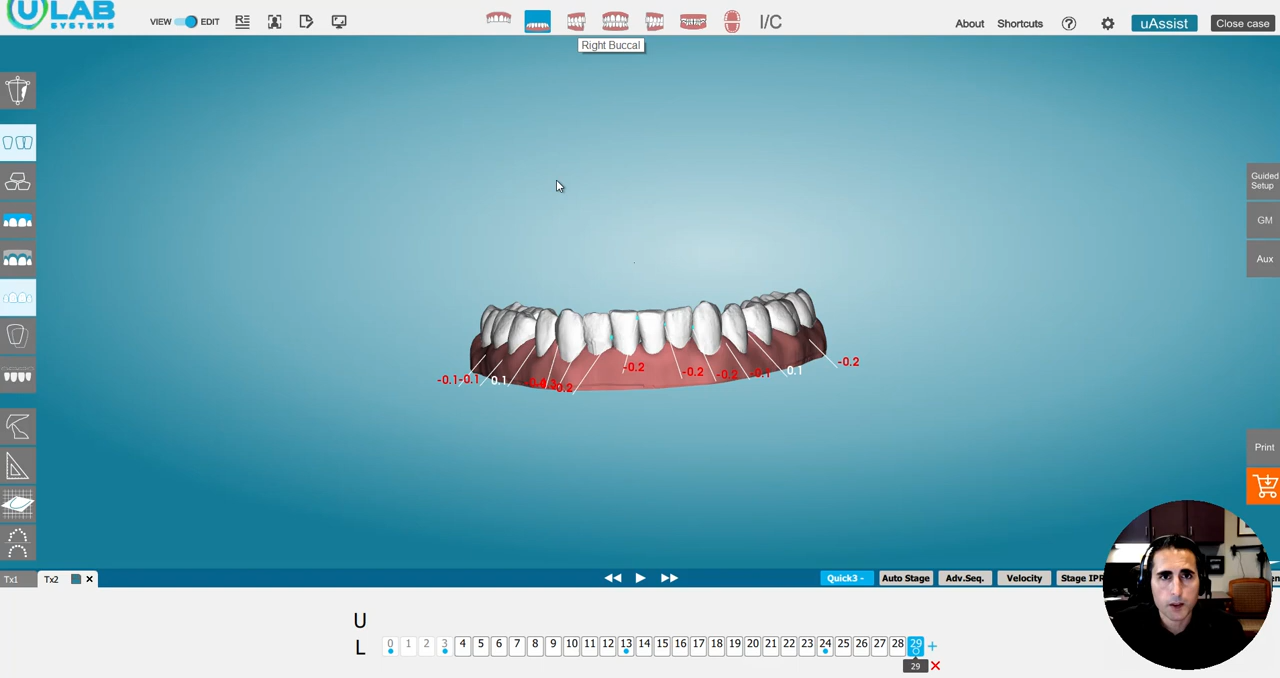 ULAB
SYSTEMS
VIEW EDIT
I/C
About Shortcuts
uAssist
Close case
Right Buccal
Guided
Setup
GM
Aux
-0.1 -0.1 0.1 -0.2 -0.2 -0.2 -0.2 -0.1 0.1 -0.2
Print
Tx1 Tx2
Quick3 - Auto Stage Adv.Seq. Velocity Stage IPR
U
L 0 1 2 3 4 5 6 7 8 9 10 11 12 13 14 15 16 17 18 19 20 21 22 23 24 25 26 27 28 29 +
29